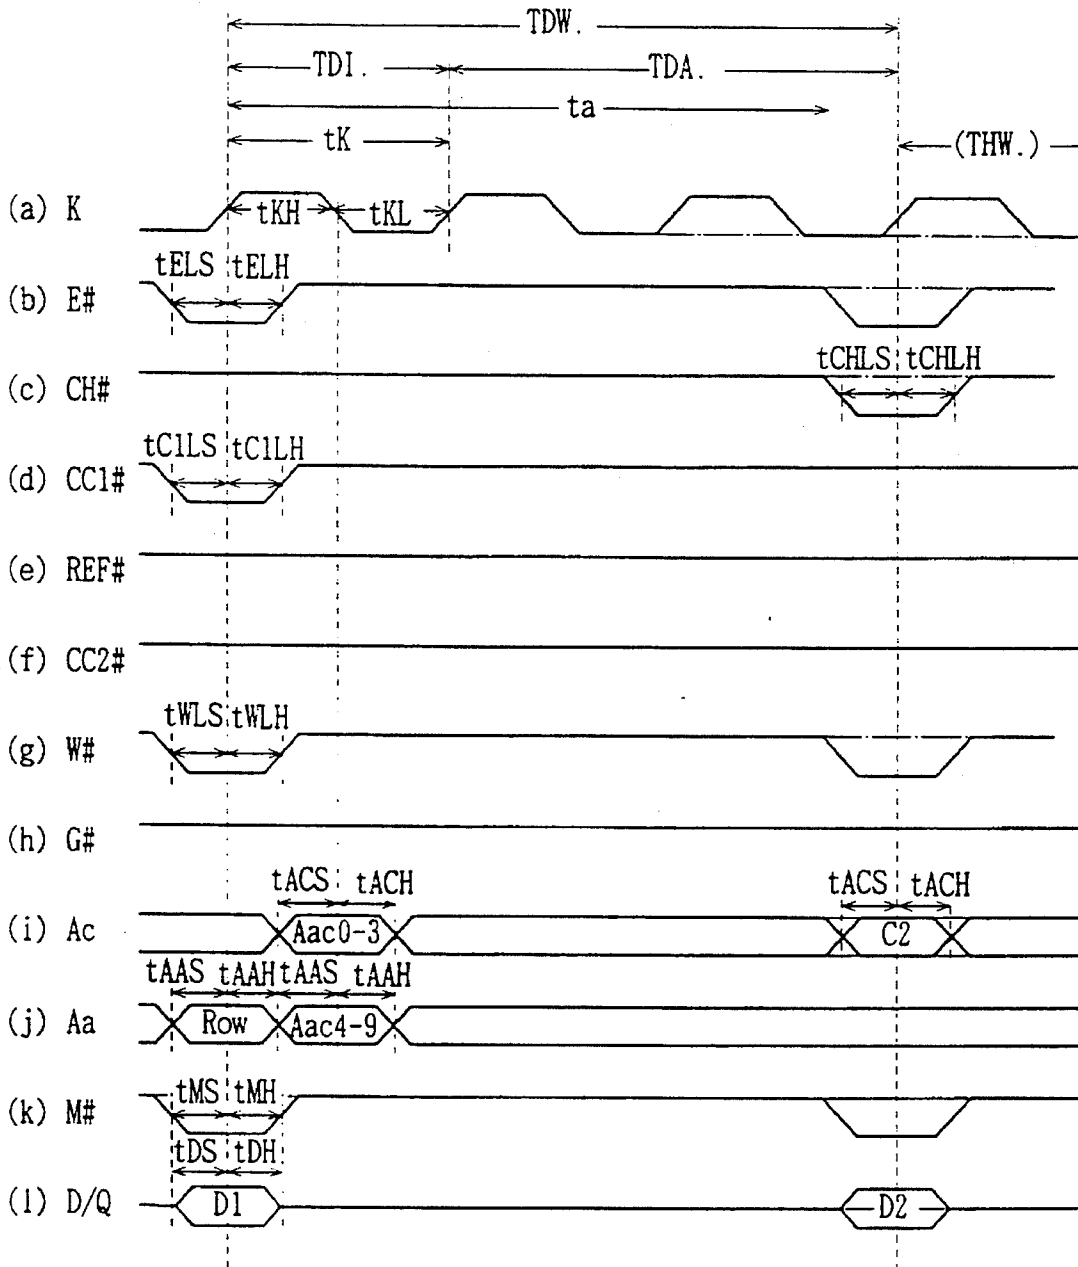 TDW.
TDI. TDA.
ta
tK (THW.)
(a) K tKH tKL
tELS tELH
(b) E#
tCHLS tCHLH
(c) CH#
tC1LS tC1LH
(d) CC1#
(e) REF#
(f) CC2#
tWLS tWLH
(g) W#
(h) G#
tACS tACH tACS tACH
(i) Ac Aac0-3 C2
tAAS tAAH tAAS tAAH
(j) Aa Row Aac4-9
tMS tMH
(k) M#
tDS tDH
(l) D/Q D1 D2